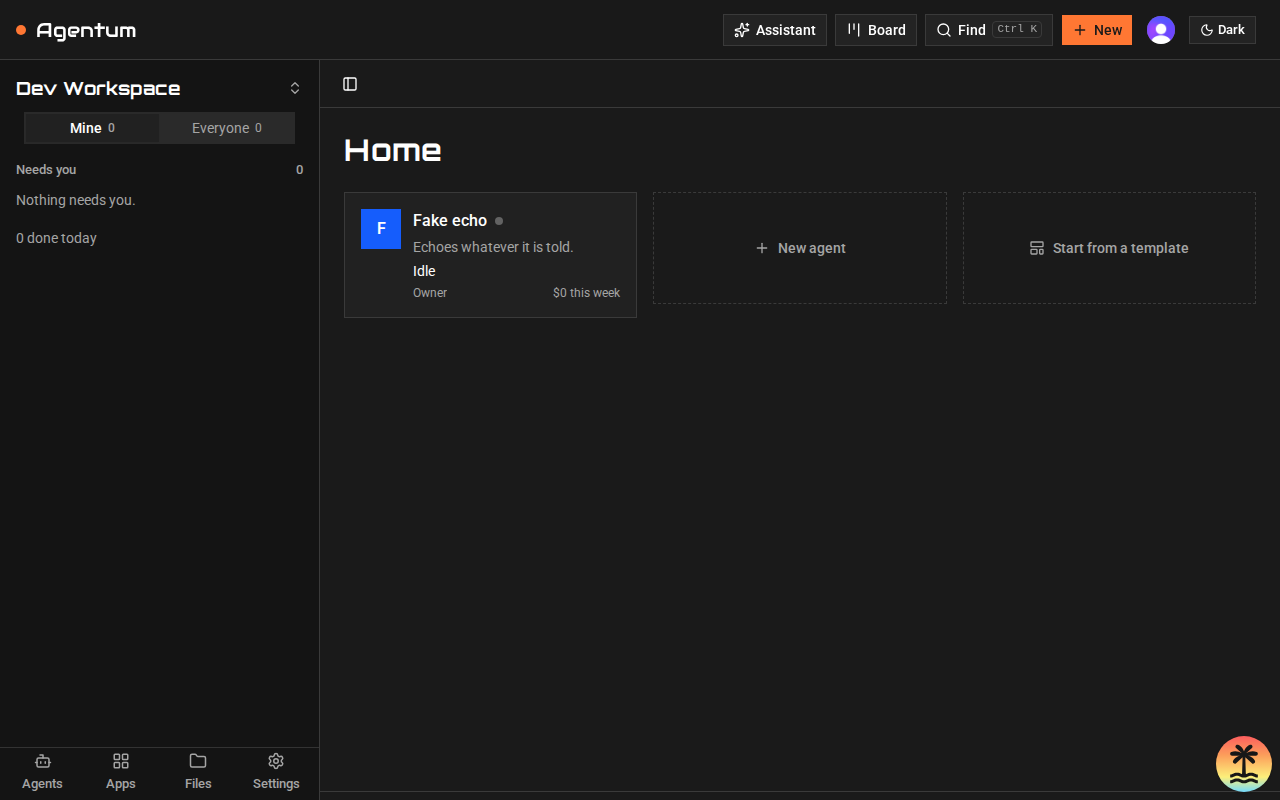 Agentum
Assistant
Board
Find Ctrl K
New
Dark
Dev Workspace
Mine 0
Everyone 0
Needs you 0
Nothing needs you.
0 done today
Agents
Apps
Files
Settings
Home
F
Fake echo
Echoes whatever it is told.
Idle
Owner $0 this week
New agent
Start from a template